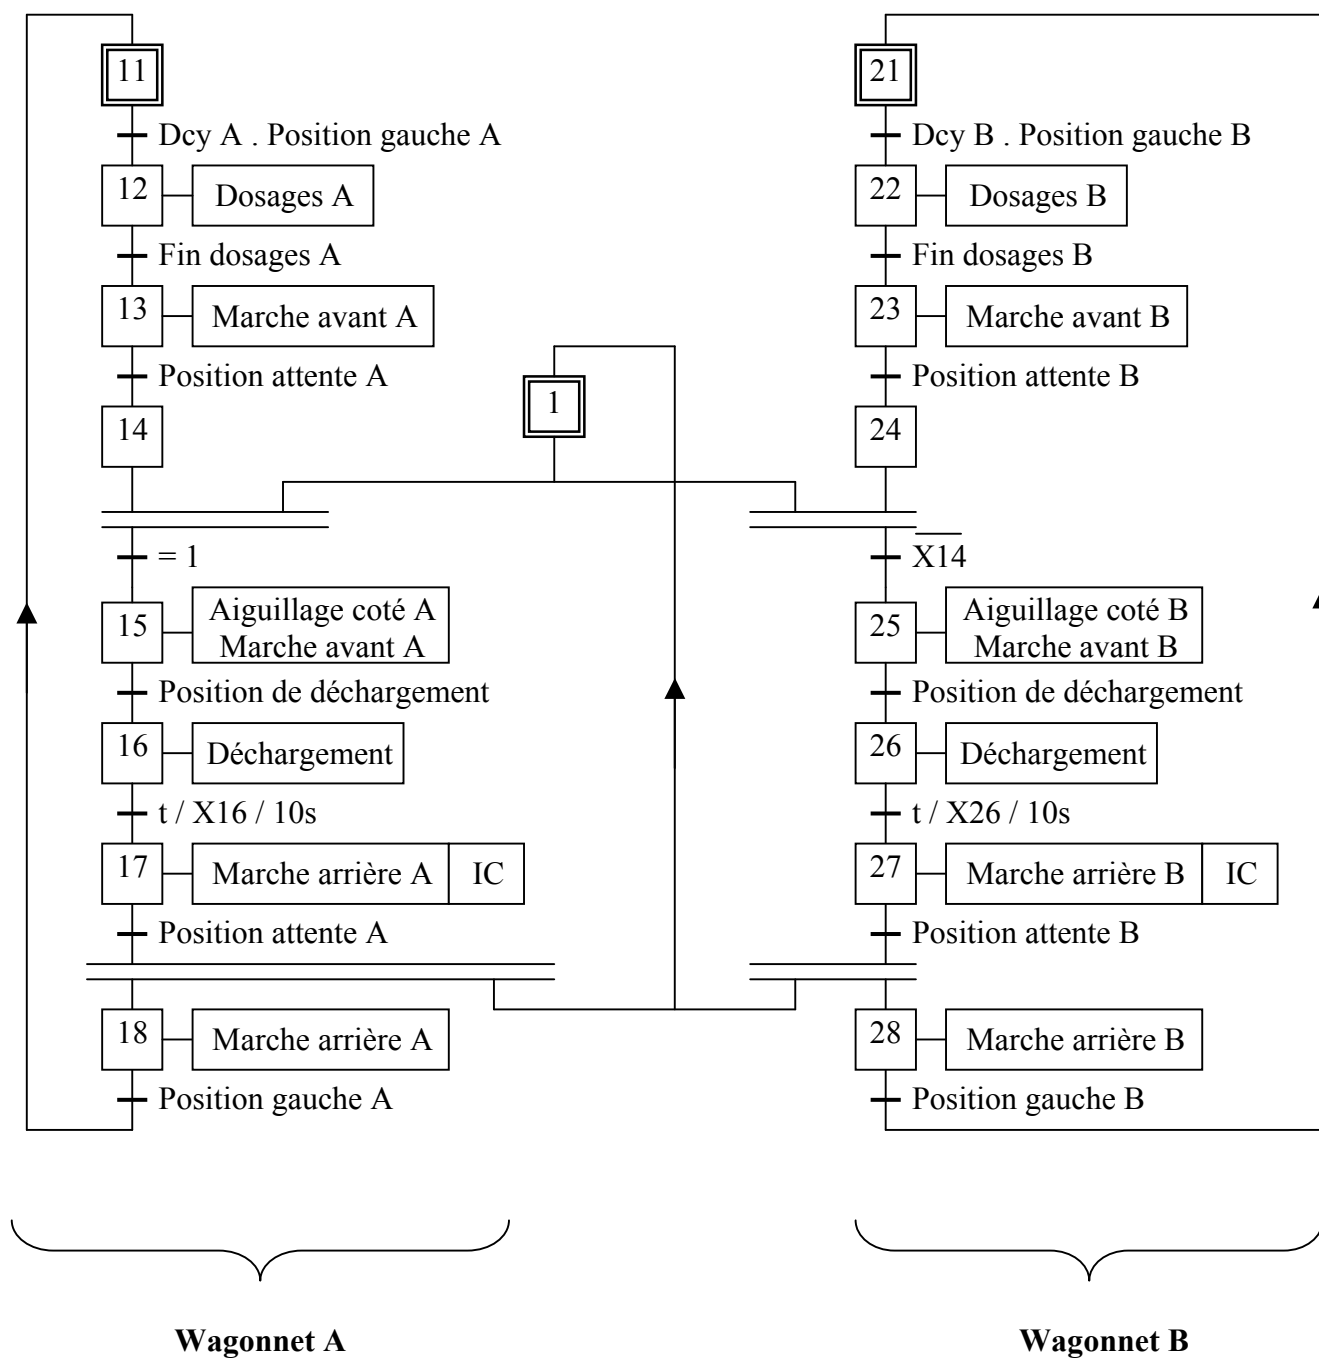 11
Dcy A . Position gauche A
12
Dosages A
Fin dosages A
13
Marche avant A
Position attente A
14
= 1
15
Aiguillage coté A
Marche avant A
Position de déchargement
16
Déchargement
t / X16 / 10s
17
Marche arrière A
IC
Position attente A
18
Marche arrière A
Position gauche A
Wagonnet A
1
21
Dcy B . Position gauche B
22
Dosages B
Fin dosages B
23
Marche avant B
Position attente B
24
X̅1̅4̅
25
Aiguillage coté B
Marche avant B
Position de déchargement
26
Déchargement
t / X26 / 10s
27
Marche arrière B
IC
Position attente B
28
Marche arrière B
Position gauche B
Wagonnet B